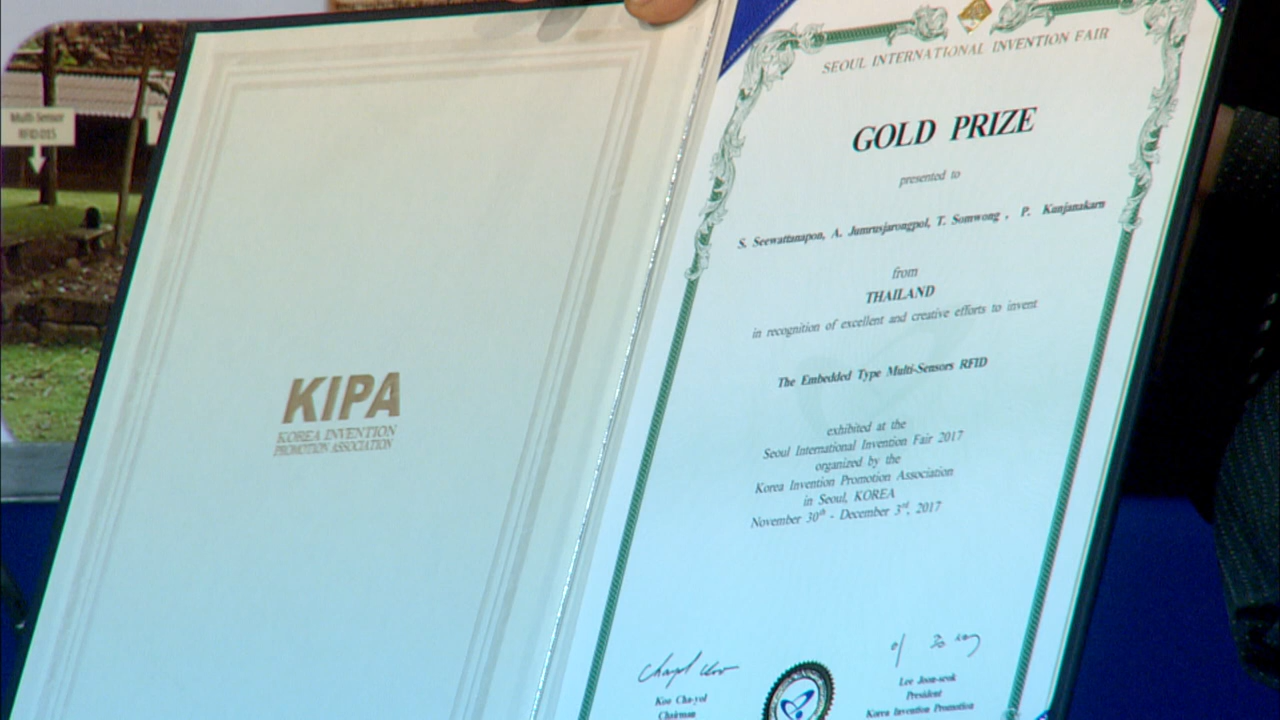 Multi Sensor
RFID D15
KIPA
KOREA INVENTION
PROMOTION ASSOCIATION
SEOUL INTERNATIONAL INVENTION FAIR
GOLD PRIZE
presented to
S. Seewattanapon, A. Jumrusjarongpol, T. Somwong , P. Kunjanakarn
from
THAILAND
in recognition of excellent and creative efforts to invent
The Embedded Type Multi-Sensors RFID
exhibited at the
Seoul International Invention Fair 2017
organized by the
Korea Invention Promotion Association
in Seoul, KOREA
November 30th - December 3rd, 2017
Koo Cha-yol
Chairman
Lee Joon-seok
President
Korea Invention Promotion